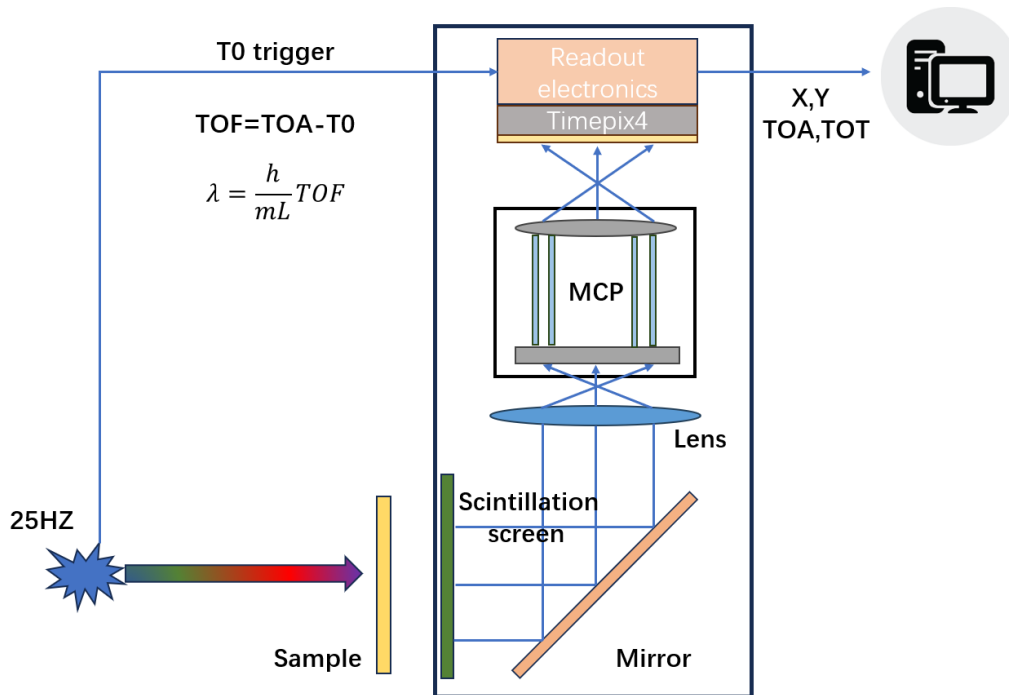 T0 trigger
TOF=TOA-T0
λ = h/mL TOF
Readout
electronics
Timepix4
X,Y
TOA,TOT
MCP
Lens
Scintillation
screen
25HZ
Sample
Mirror